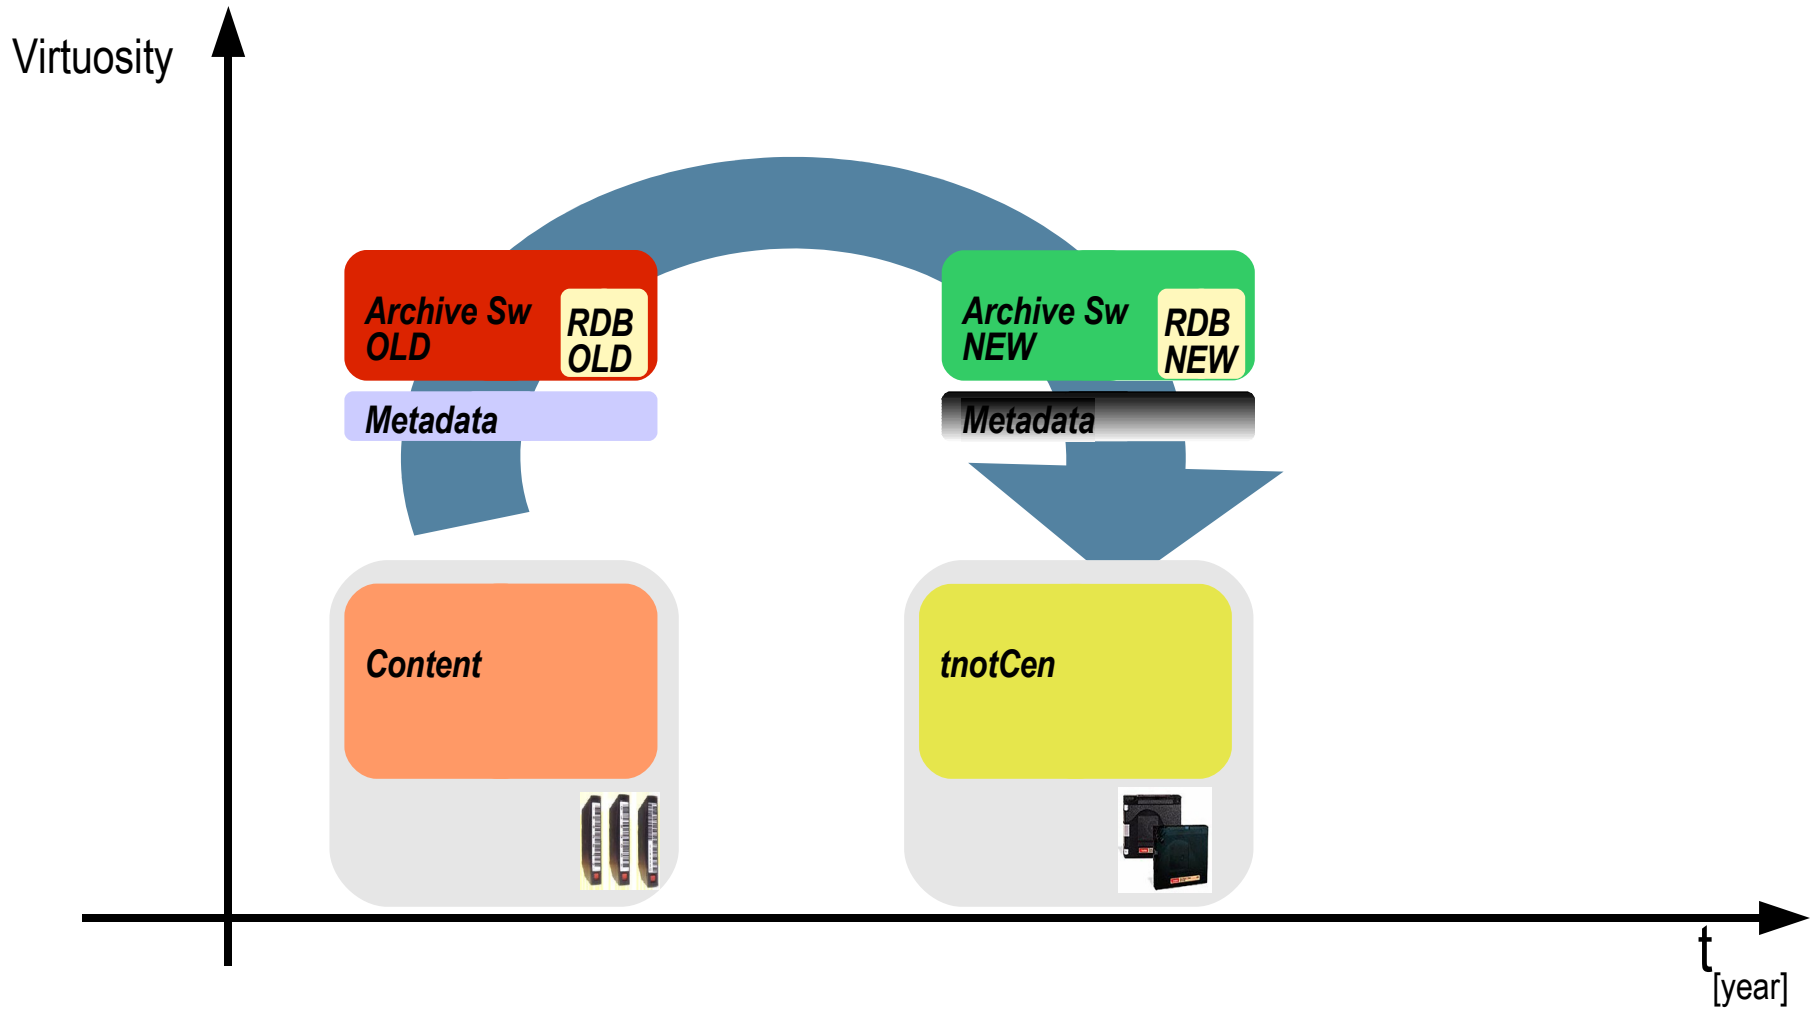 Virtuosity
Archive Sw
OLD
RDB
OLD
Archive Sw
NEW
RDB
NEW
Metadata
Metadata
Content
tnotCen
t
[year]